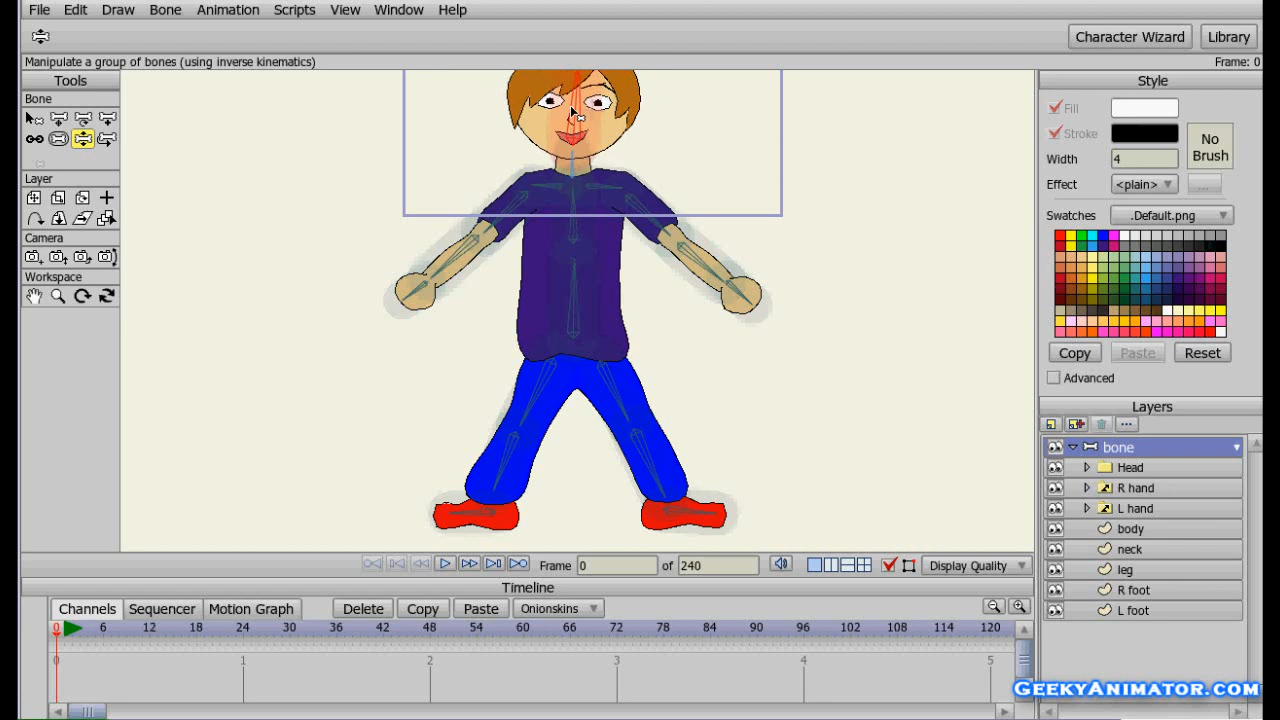 File Edit Draw Bone Animation Scripts View Window Help
Character Wizard Library
Manipulate a group of bones (using inverse kinematics) Frame: 0
Tools
Bone
Layer
Camera
Workspace
Style
Fill
Stroke
No Brush
Width 4
Effect <plain> ...
Swatches .Default.png
Copy Paste Reset
Advanced
Layers
bone
Head
R hand
L hand
body
neck
leg
R foot
L foot
Frame 0 of 240 Display Quality
Timeline
Channels Sequencer Motion Graph Delete Copy Paste Onionskins
0 6 12 18 24 30 36 42 48 54 60 66 72 78 84 90 96 102 108 114 120
0 1 2 3 4 5
GeekyAnimator.com